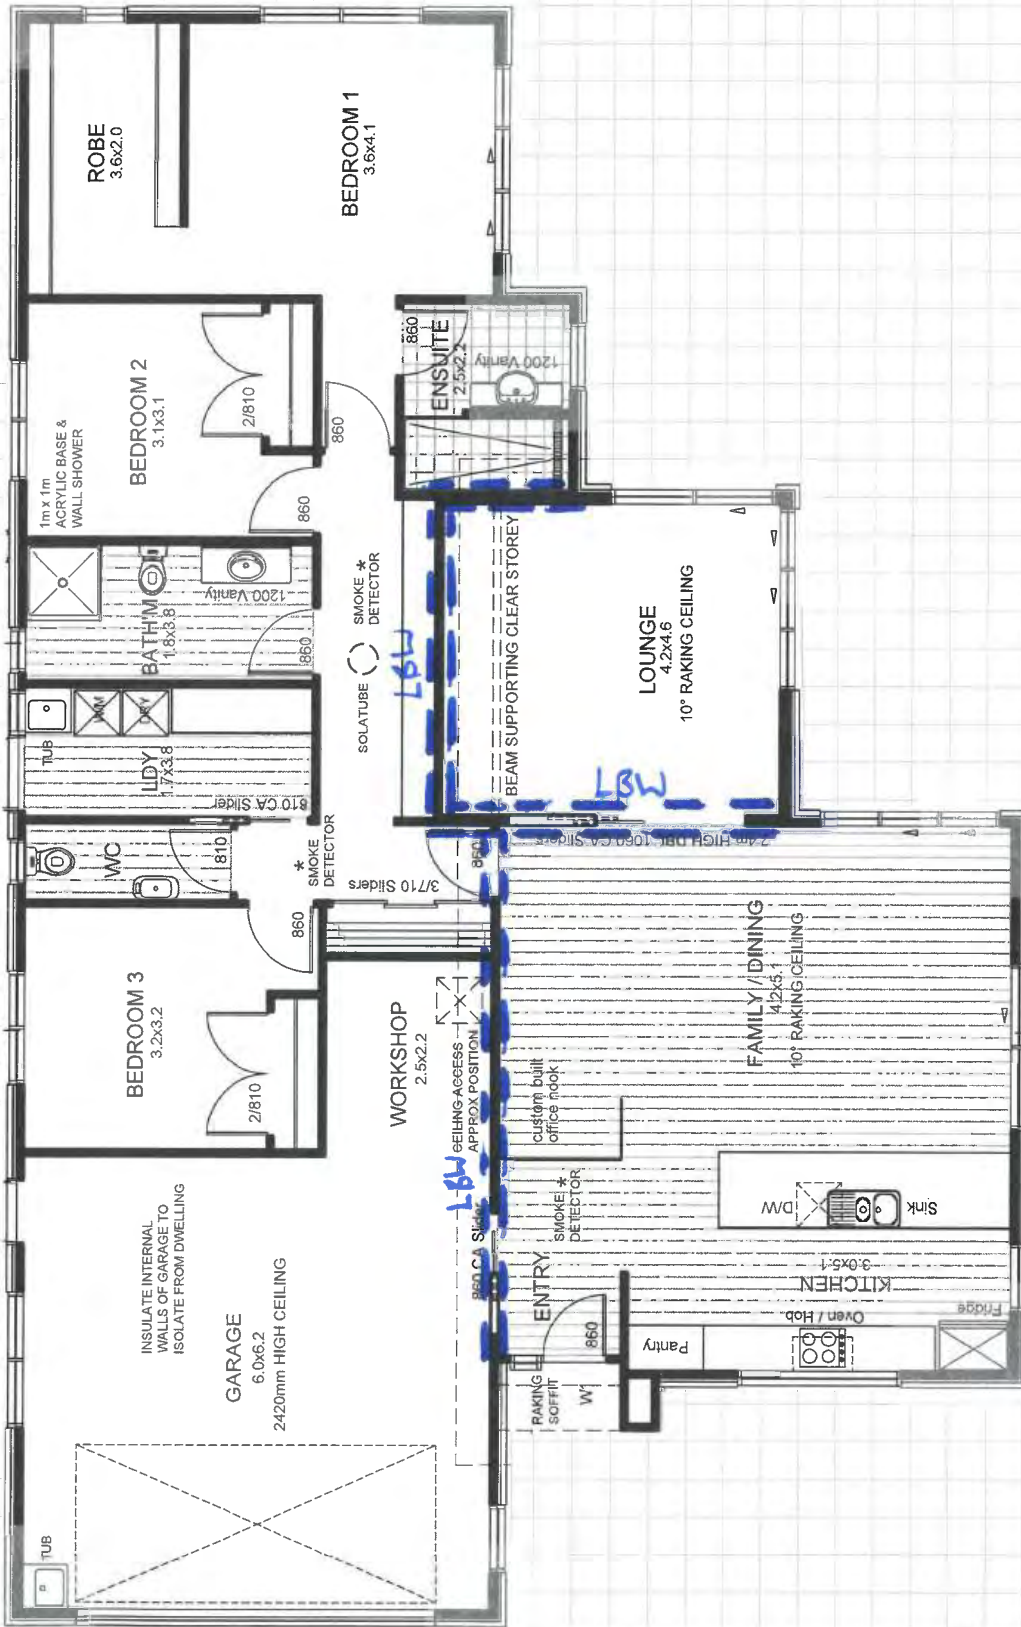 ROBE
3.6x2.0
BEDROOM 1
3.6x4.1
BEDROOM 2
3.1x3.1
2/810
860
1m x 1m
ACRYLIC BASE &
WALL SHOWER
860
ENSUITE
2.5x2.2
1200 Vanity
860
BATH'M
1.8x3.8
1200 Vanity
860
SMOKE *
DETECTOR
SOLATUBE
LBW
BEAM SUPPORTING CLEAR STOREY
LOUNGE
4.2x4.6
10° RAKING CEILING
LBW
TUB
WM
DRY
LDY
1.7x3.8
810 CA Slider
WC
810
*
SMOKE
DETECTOR
3/710 Sliders
860
2.4m HIGH DBL 1060 CA Sliders
BEDROOM 3
3.2x3.2
2/810
860
WORKSHOP
2.5x2.2
CEILING ACCESS
APPROX POSITION
LBW
FAMILY / DINING
4.2x5.1
10° RAKING CEILING
custom built
office nook
SMOKE *
DETECTOR
860 CA Slider
ENTRY
860
D/W
Sink
KITCHEN
3.0x5.1
Oven / Hob
Fridge
Pantry
RAKING
SOFFIT
W1
INSULATE INTERNAL
WALLS OF GARAGE TO
ISOLATE FROM DWELLING
GARAGE
6.0x6.2
2420mm HIGH CEILING
TUB